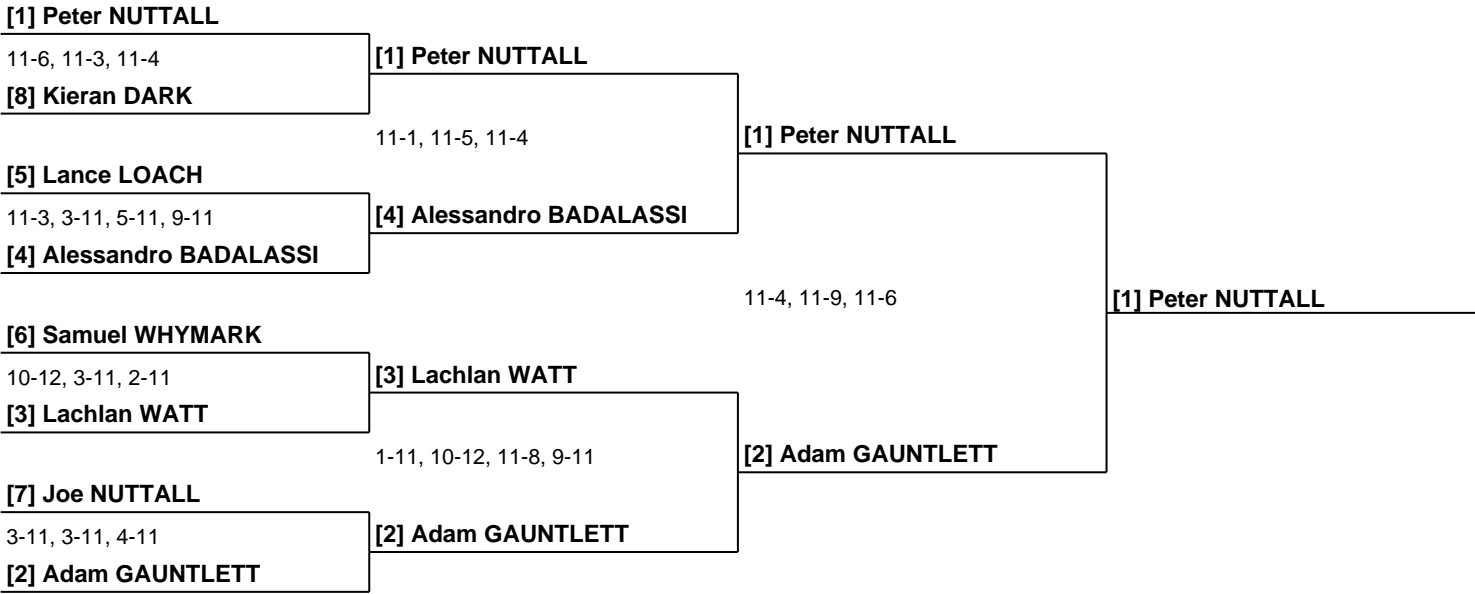 [1] Peter NUTTALL
11-6, 11-3, 11-4
[8] Kieran DARK
[5] Lance LOACH
11-3, 3-11, 5-11, 9-11
[4] Alessandro BADALASSI
[6] Samuel WHYMARK
10-12, 3-11, 2-11
[3] Lachlan WATT
[7] Joe NUTTALL
3-11, 3-11, 4-11
[2] Adam GAUNTLETT
[1] Peter NUTTALL
11-1, 11-5, 11-4
[4] Alessandro BADALASSI
[3] Lachlan WATT
1-11, 10-12, 11-8, 9-11
[2] Adam GAUNTLETT
[1] Peter NUTTALL
11-4, 11-9, 11-6
[2] Adam GAUNTLETT
[1] Peter NUTTALL